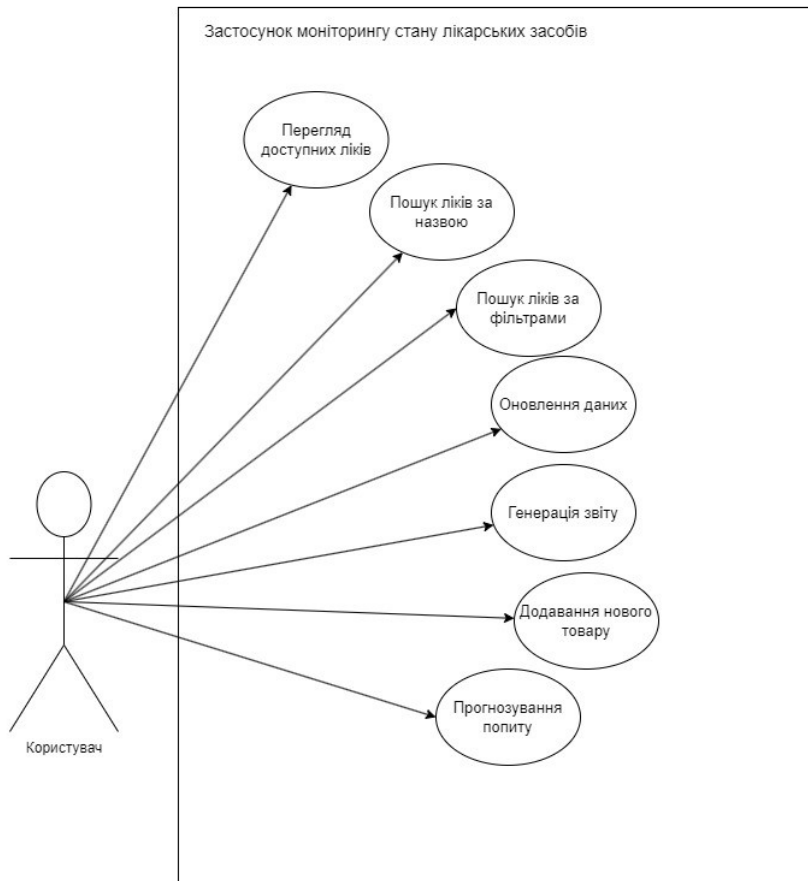 Застосунок моніторингу стану лікарських засобів
Перегляд
доступних ліків
Пошук ліків за
назвою
Пошук ліків за
фільтрами
Оновлення даних
Генерація звіту
Додавання нового
товару
Прогнозування
попиту
Користувач